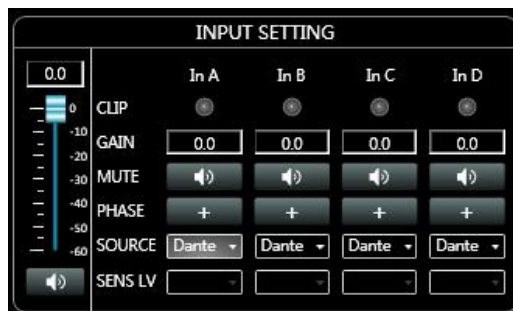 INPUT SETTING
0.0 In A In B In C In D
0 CLIP
-10 GAIN 0.0 0.0 0.0 0.0
-20
-30 MUTE
-40 PHASE + + + +
-50
-60 SOURCE Dante Dante Dante Dante
SENS LV